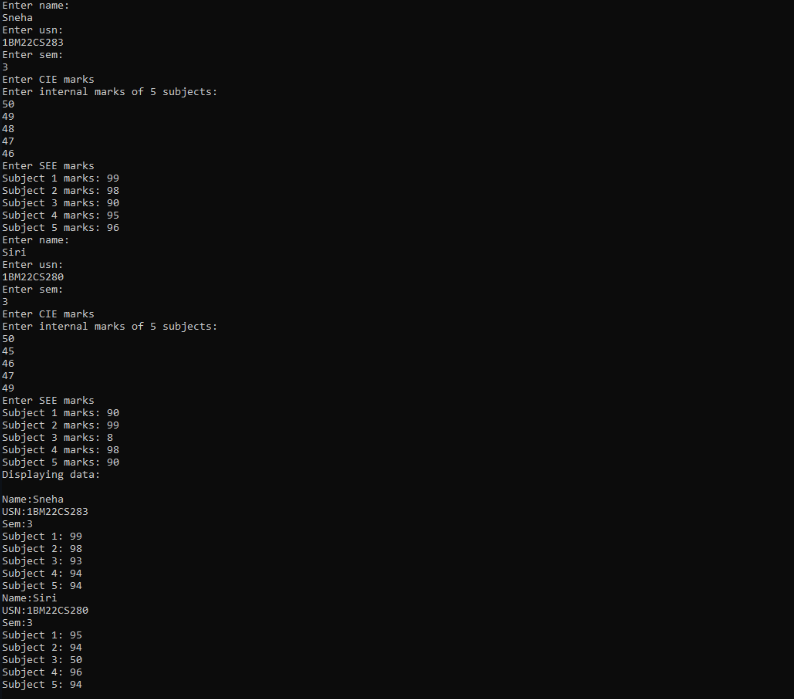 Enter name:
Sneha
Enter usn:
1BM22CS283
Enter sem:
3
Enter CIE marks
Enter internal marks of 5 subjects:
50
49
48
47
46
Enter SEE marks
Subject 1 marks: 99
Subject 2 marks: 98
Subject 3 marks: 90
Subject 4 marks: 95
Subject 5 marks: 96
Enter name:
Siri
Enter usn:
1BM22CS280
Enter sem:
3
Enter CIE marks
Enter internal marks of 5 subjects:
50
45
46
47
49
Enter SEE marks
Subject 1 marks: 90
Subject 2 marks: 99
Subject 3 marks: 8
Subject 4 marks: 98
Subject 5 marks: 90
Displaying data:

Name:Sneha
USN:1BM22CS283
Sem:3
Subject 1: 99
Subject 2: 98
Subject 3: 93
Subject 4: 94
Subject 5: 94
Name:Siri
USN:1BM22CS280
Sem:3
Subject 1: 95
Subject 2: 94
Subject 3: 50
Subject 4: 96
Subject 5: 94